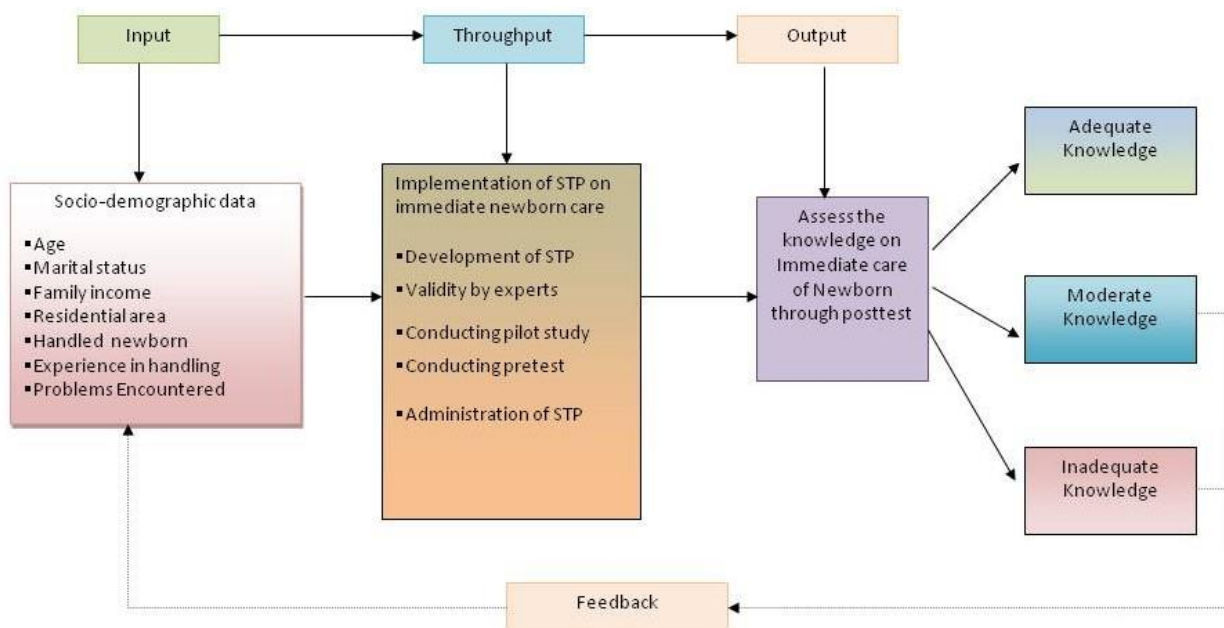 Input
Throughput
Output
Socio-demographic data
▪Age
▪Marital status
▪Family income
▪Residential area
▪Handled newborn
▪Experience in handling
▪Problems Encountered
Implementation of STP on
immediate newborn care
▪Development of STP
▪Validity by experts
▪Conducting pilot study
▪Conducting pretest
▪Administration of STP
Assess the
knowledge on
Immediate care
of Newborn
through posttest
Adequate
Knowledge
Moderate
Knowledge
Inadequate
Knowledge
Feedback